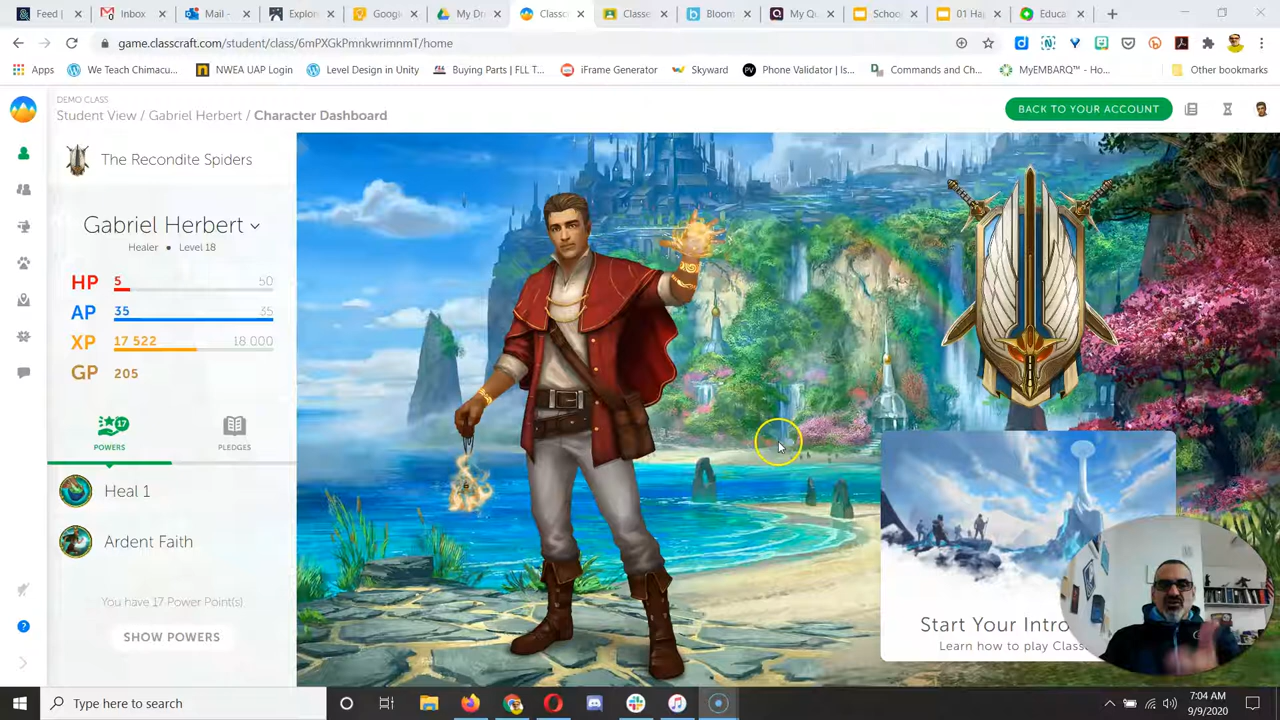 Feed |
Inbox
Mail -
Explor
Google
My Dr
Classc
Classe
Bloom
My Qu
Schoo
01 Haj
Educat
game.classcraft.com/student/class/6mPXGkPmnkwrimmmT/home
Apps
We Teach Chimacu...
NWEA UAP Login
Level Design in Unity
Buying Parts | FLL T...
iFrame Generator
Skyward
Phone Validator | Is...
Commands and Ch...
MyEMBARQ™ - Ho...
Other bookmarks
DEMO CLASS
Student View / Gabriel Herbert / Character Dashboard
BACK TO YOUR ACCOUNT
The Recondite Spiders
Gabriel Herbert
Healer • Level 18
HP 5 50
AP 35 35
XP 17 522 18 000
GP 205
17
POWERS
PLEDGES
Heal 1
Ardent Faith
You have 17 Power Point(s)
SHOW POWERS
Start Your Intro
Learn how to play Class
Type here to search
7:04 AM
9/9/2020